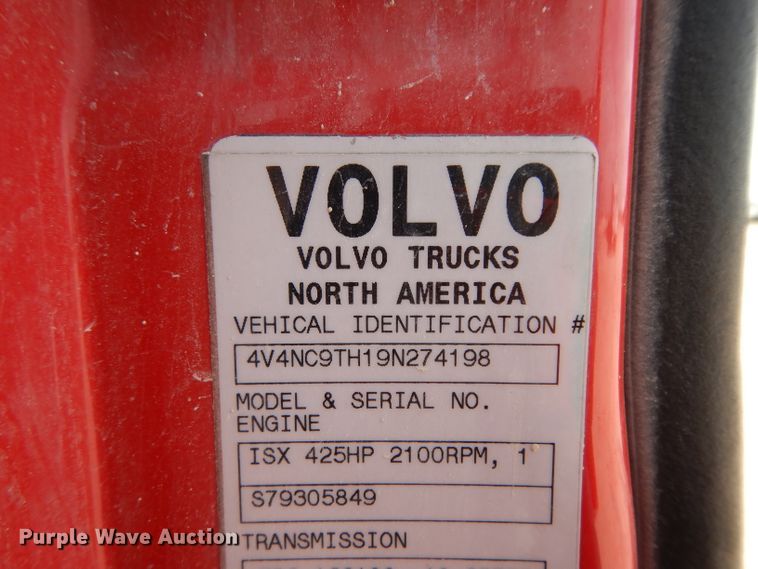 VOLVO
VOLVO TRUCKS
NORTH AMERICA
VEHICAL IDENTIFICATION #
4V4NC9TH19N274198
MODEL & SERIAL NO.
ENGINE
ISX 425HP 2100RPM, 1
S79305849
TRANSMISSION
Purple Wave Auction